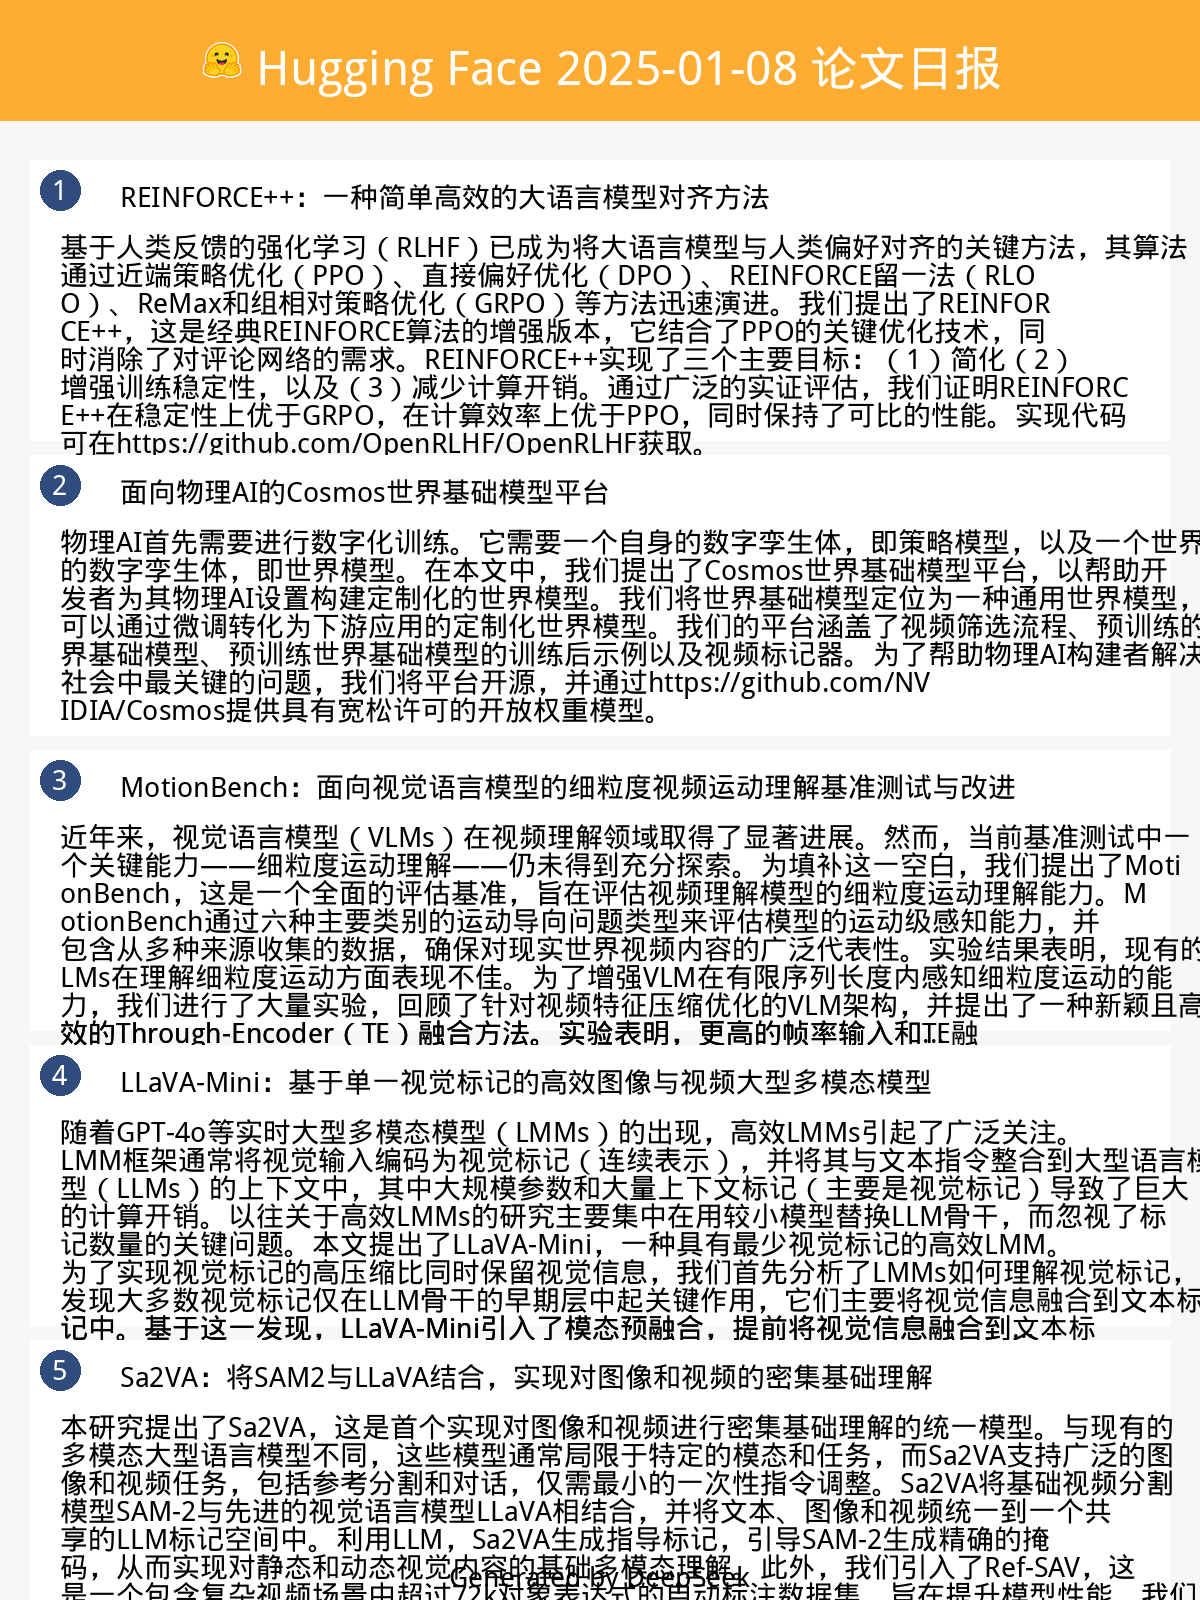 Hugging Face 2025-01-08 论文日报
1
REINFORCE++：一种简单高效的大语言模型对齐方法
基于人类反馈的强化学习（RLHF）已成为将大语言模型与人类偏好对齐的关键方法，其算法
通过近端策略优化（PPO）、直接偏好优化（DPO）、REINFORCE留一法（RLO
O）、ReMax和组相对策略优化（GRPO）等方法迅速演进。我们提出了REINFOR
CE++，这是经典REINFORCE算法的增强版本，它结合了PPO的关键优化技术，同
时消除了对评论网络的需求。REINFORCE++实现了三个主要目标：（1）简化（2）
增强训练稳定性，以及（3）减少计算开销。通过广泛的实证评估，我们证明REINFORC
E++在稳定性上优于GRPO，在计算效率上优于PPO，同时保持了可比的性能。实现代码
可在https://github.com/OpenRLHF/OpenRLHF获取。
2
面向物理AI的Cosmos世界基础模型平台
物理AI首先需要进行数字化训练。它需要一个自身的数字孪生体，即策略模型，以及一个世界
的数字孪生体，即世界模型。在本文中，我们提出了Cosmos世界基础模型平台，以帮助开
发者为其物理AI设置构建定制化的世界模型。我们将世界基础模型定位为一种通用世界模型，
可以通过微调转化为下游应用的定制化世界模型。我们的平台涵盖了视频筛选流程、预训练的
界基础模型、预训练世界基础模型的训练后示例以及视频标记器。为了帮助物理AI构建者解决
社会中最关键的问题，我们将平台开源，并通过https://github.com/NV
IDIA/Cosmos提供具有宽松许可的开放权重模型。
3
MotionBench：面向视觉语言模型的细粒度视频运动理解基准测试与改进
近年来，视觉语言模型（VLMs）在视频理解领域取得了显著进展。然而，当前基准测试中一
个关键能力——细粒度运动理解——仍未得到充分探索。为填补这一空白，我们提出了Moti
onBench，这是一个全面的评估基准，旨在评估视频理解模型的细粒度运动理解能力。M
otionBench通过六种主要类别的运动导向问题类型来评估模型的运动级感知能力，并
包含从多种来源收集的数据，确保对现实世界视频内容的广泛代表性。实验结果表明，现有的
LMs在理解细粒度运动方面表现不佳。为了增强VLM在有限序列长度内感知细粒度运动的能
力，我们进行了大量实验，回顾了针对视频特征压缩优化的VLM架构，并提出了一种新颖且高
效的Through-Encoder（TE）融合方法。实验表明，更高的帧率输入和TE融
4
LLaVA-Mini：基于单一视觉标记的高效图像与视频大型多模态模型
随着GPT-4o等实时大型多模态模型（LMMs）的出现，高效LMMs引起了广泛关注。
LMM框架通常将视觉输入编码为视觉标记（连续表示），并将其与文本指令整合到大型语言模
型（LLMs）的上下文中，其中大规模参数和大量上下文标记（主要是视觉标记）导致了巨大
的计算开销。以往关于高效LMMs的研究主要集中在用较小模型替换LLM骨干，而忽视了标
记数量的关键问题。本文提出了LLaVA-Mini，一种具有最少视觉标记的高效LMM。
为了实现视觉标记的高压缩比同时保留视觉信息，我们首先分析了LMMs如何理解视觉标记，
发现大多数视觉标记仅在LLM骨干的早期层中起关键作用，它们主要将视觉信息融合到文本标
记中。基于这一发现，LLaVA-Mini引入了模态预融合，提前将视觉信息融合到文本标
5
Sa2VA：将SAM2与LLaVA结合，实现对图像和视频的密集基础理解
本研究提出了Sa2VA，这是首个实现对图像和视频进行密集基础理解的统一模型。与现有的
多模态大型语言模型不同，这些模型通常局限于特定的模态和任务，而Sa2VA支持广泛的图
像和视频任务，包括参考分割和对话，仅需最小的一次性指令调整。Sa2VA将基础视频分割
模型SAM-2与先进的视觉语言模型LLaVA相结合，并将文本、图像和视频统一到一个共
享的LLM标记空间中。利用LLM，Sa2VA生成指导标记，引导SAM-2生成精确的掩
码，从而实现对静态和动态视觉内容的基础多模态理解。此外，我们引入了Ref-SAV，这
是一个包含复杂视频场景中超过72k对象表达式的自动标注数据集，旨在提升模型性能。我们
Generated by DeepSeek